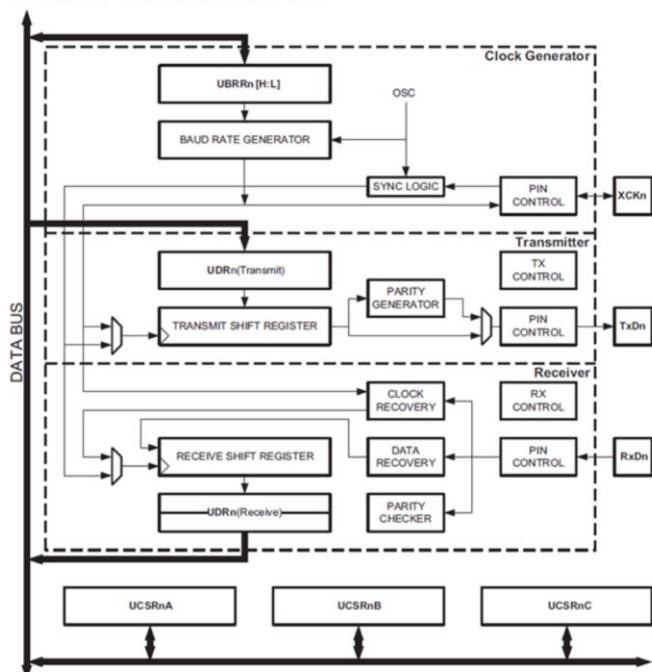 Clock Generator
UBRRn [H:L]
OSC
BAUD RATE GENERATOR
SYNC LOGIC
PIN
CONTROL
XCKn
DATA BUS
Transmitter
UDRn(Transmit)
TX
CONTROL
PARITY
GENERATOR
TRANSMIT SHIFT REGISTER
PIN
CONTROL
TxDn
Receiver
CLOCK
RECOVERY
RX
CONTROL
RECEIVE SHIFT REGISTER
DATA
RECOVERY
PIN
CONTROL
RxDn
UDRn(Receive)
PARITY
CHECKER
UCSRnA
UCSRnB
UCSRnC